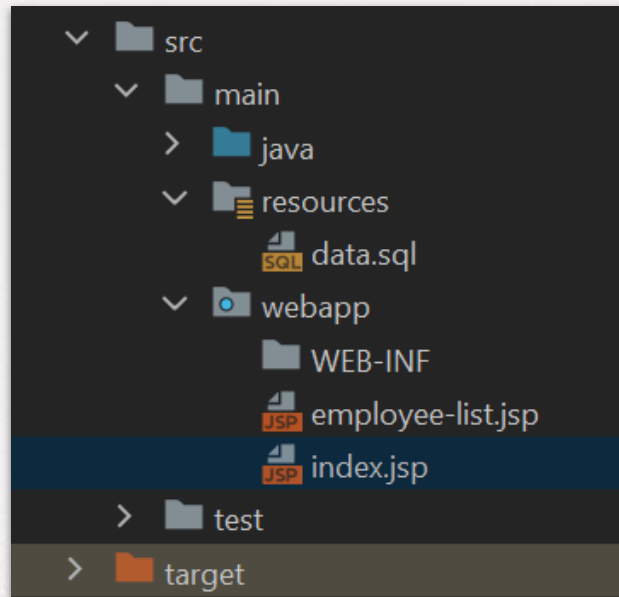 src
main
java
resources
SQL data.sql
webapp
WEB-INF
JSP employee-list.jsp
JSP index.jsp
test
target